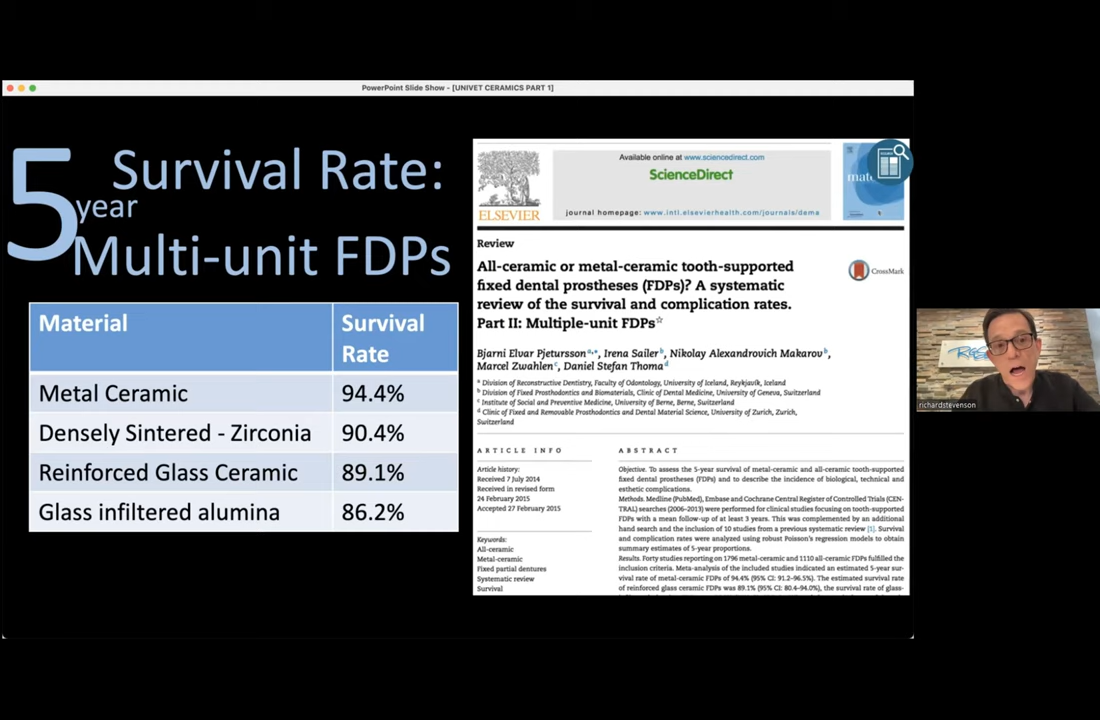 PowerPoint Slide Show - [UNIVET CERAMICS PART 1]
5 year Survival Rate:
Multi-unit FDPs
Material Survival Rate
Metal Ceramic 94.4%
Densely Sintered - Zirconia 90.4%
Reinforced Glass Ceramic 89.1%
Glass infiltered alumina 86.2%
Available online at www.sciencedirect.com
ScienceDirect
journal homepage: www.intl.elsevierhealth.com/journals/dema
ELSEVIER
Review
All-ceramic or metal-ceramic tooth-supported
fixed dental prostheses (FDPs)? A systematic
review of the survival and complication rates.
Part II: Multiple-unit FDPs☆
CrossMark
Bjarni Elvar Pjetursson a,*, Irena Sailer b, Nikolay Alexandrovich Makarov b,
Marcel Zwahlen c, Daniel Stefan Thoma d
a Division of Reconstructive Dentistry, Faculty of Odontology, University of Iceland, Reykjavik, Iceland
b Division of Fixed Prosthodontics and Biomaterials, Clinic of Dental Medicine, University of Geneva, Switzerland
c Institute of Social and Preventive Medicine, University of Berne, Berne, Switzerland
d Clinic of Fixed and Removable Prosthodontics and Dental Material Science, University of Zurich, Zurich,
Switzerland
ARTICLE INFO
Article history:
Received 7 July 2014
Received in revised form
24 February 2015
Accepted 27 February 2015
Keywords:
All-ceramic
Metal-ceramic
Fixed partial dentures
Systematic review
Survival
ABSTRACT
Objective. To assess the 5-year survival of metal-ceramic and all-ceramic tooth-supported
fixed dental prostheses (FDPs) and to describe the incidence of biological, technical and
esthetic complications.
Methods. Medline (PubMed), Embase and Cochrane Central Register of Controlled Trials (CEN-
TRAL) searches (2006–2013) were performed for clinical studies focusing on tooth-supported
FDPs with a mean follow-up of at least 3 years. This was complemented by an additional
hand search and the inclusion of 10 studies from a previous systematic review [1]. Survival
and complication rates were analyzed using robust Poisson's regression models to obtain
summary estimates of 5-year proportions.
Results. Forty studies reporting on 1796 metal-ceramic and 1110 all-ceramic FDPs fulfilled the
inclusion criteria. Meta-analysis of the included studies indicated an estimated 5-year sur-
vival rate of metal-ceramic FDPs of 94.4% (95% CI: 91.2–96.5%). The estimated survival rate
of reinforced glass ceramic FDPs was 89.1% (95% CI: 80.4–94.0%), the survival rate of glass-
richardstevenson